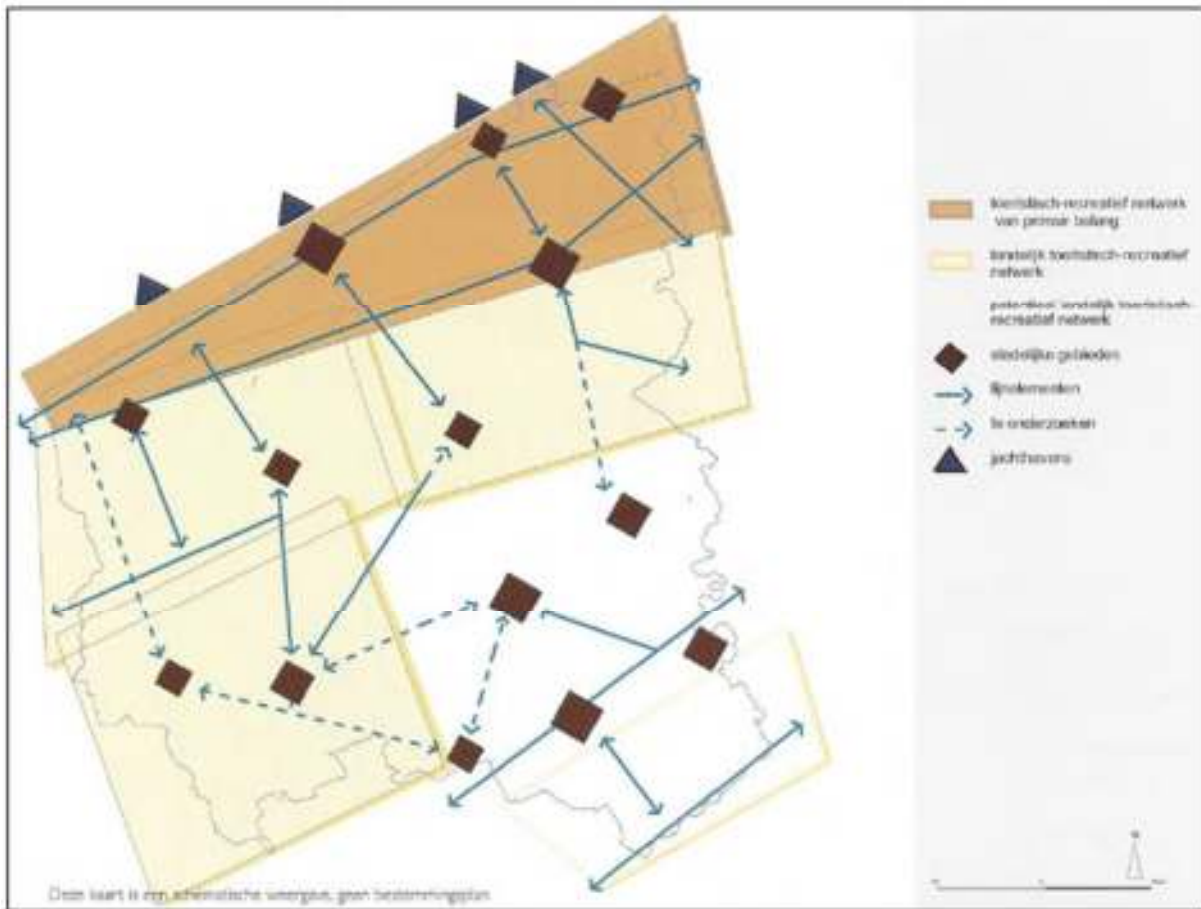 toeristisch-recreatief netwerk
van primair belang
landelijk toeristisch-recreatief
netwerk
recreatief netwerk
stedelijke gebieden
lijnelementen
te onderzoeken
jachthavens
Deze kaart is een schematische weergave, geen bestemmingsplan